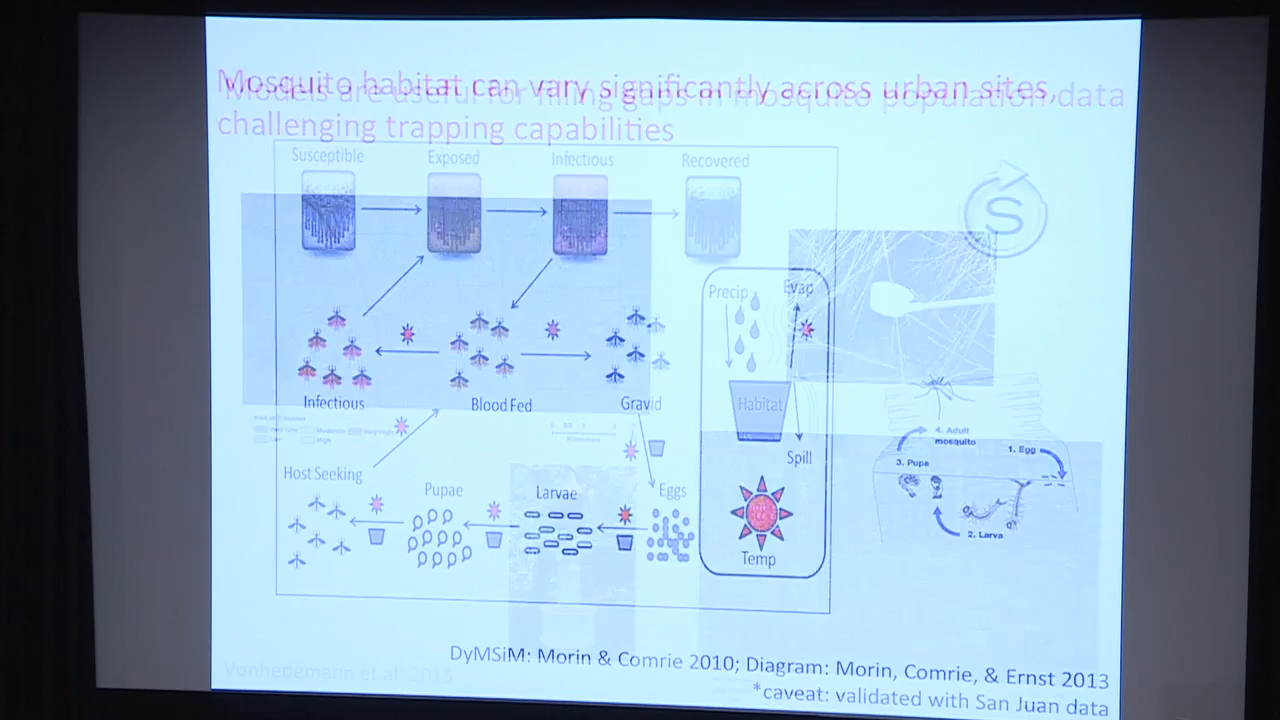 Mosquito habitat can vary significantly across urban sites,
challenging trapping capabilities
Models are useful for filling gaps in mosquito population data
Susceptible
Exposed
Infectious
Recovered
S
Precip
Evap
Habitat
Spill
Temp
Infectious
Blood Fed
Gravid
Host Seeking
Pupae
Larvae
Eggs
4. Adult
mosquito
1. Egg
3. Pupa
2. Larva
DyMSiM: Morin & Comrie 2010; Diagram: Morin, Comrie, & Ernst 2013
*caveat: validated with San Juan data